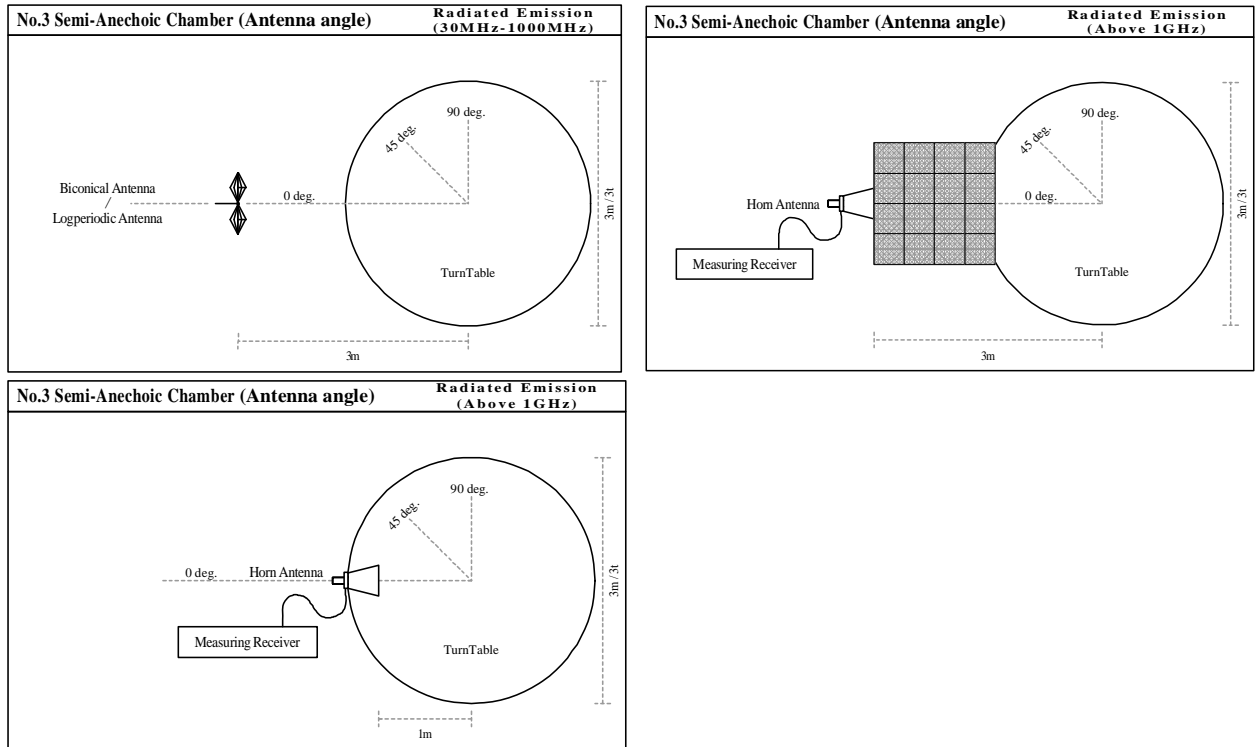 No.3 Semi-Anechoic Chamber (Antenna angle)
Radiated Emission
(30MHz-1000MHz)
90 deg.
45 deg.
Biconical Antenna
0 deg.
Logperiodic Antenna
3m / 3t
TurnTable
3m
No.3 Semi-Anechoic Chamber (Antenna angle)
Radiated Emission
(Above 1GHz)
90 deg.
45 deg.
0 deg.
Horn Antenna
3m / 3t
Measuring Receiver
TurnTable
3m
No.3 Semi-Anechoic Chamber (Antenna angle)
Radiated Emission
(Above 1GHz)
90 deg.
45 deg.
0 deg.
Horn Antenna
3m / 3t
Measuring Receiver
TurnTable
1m